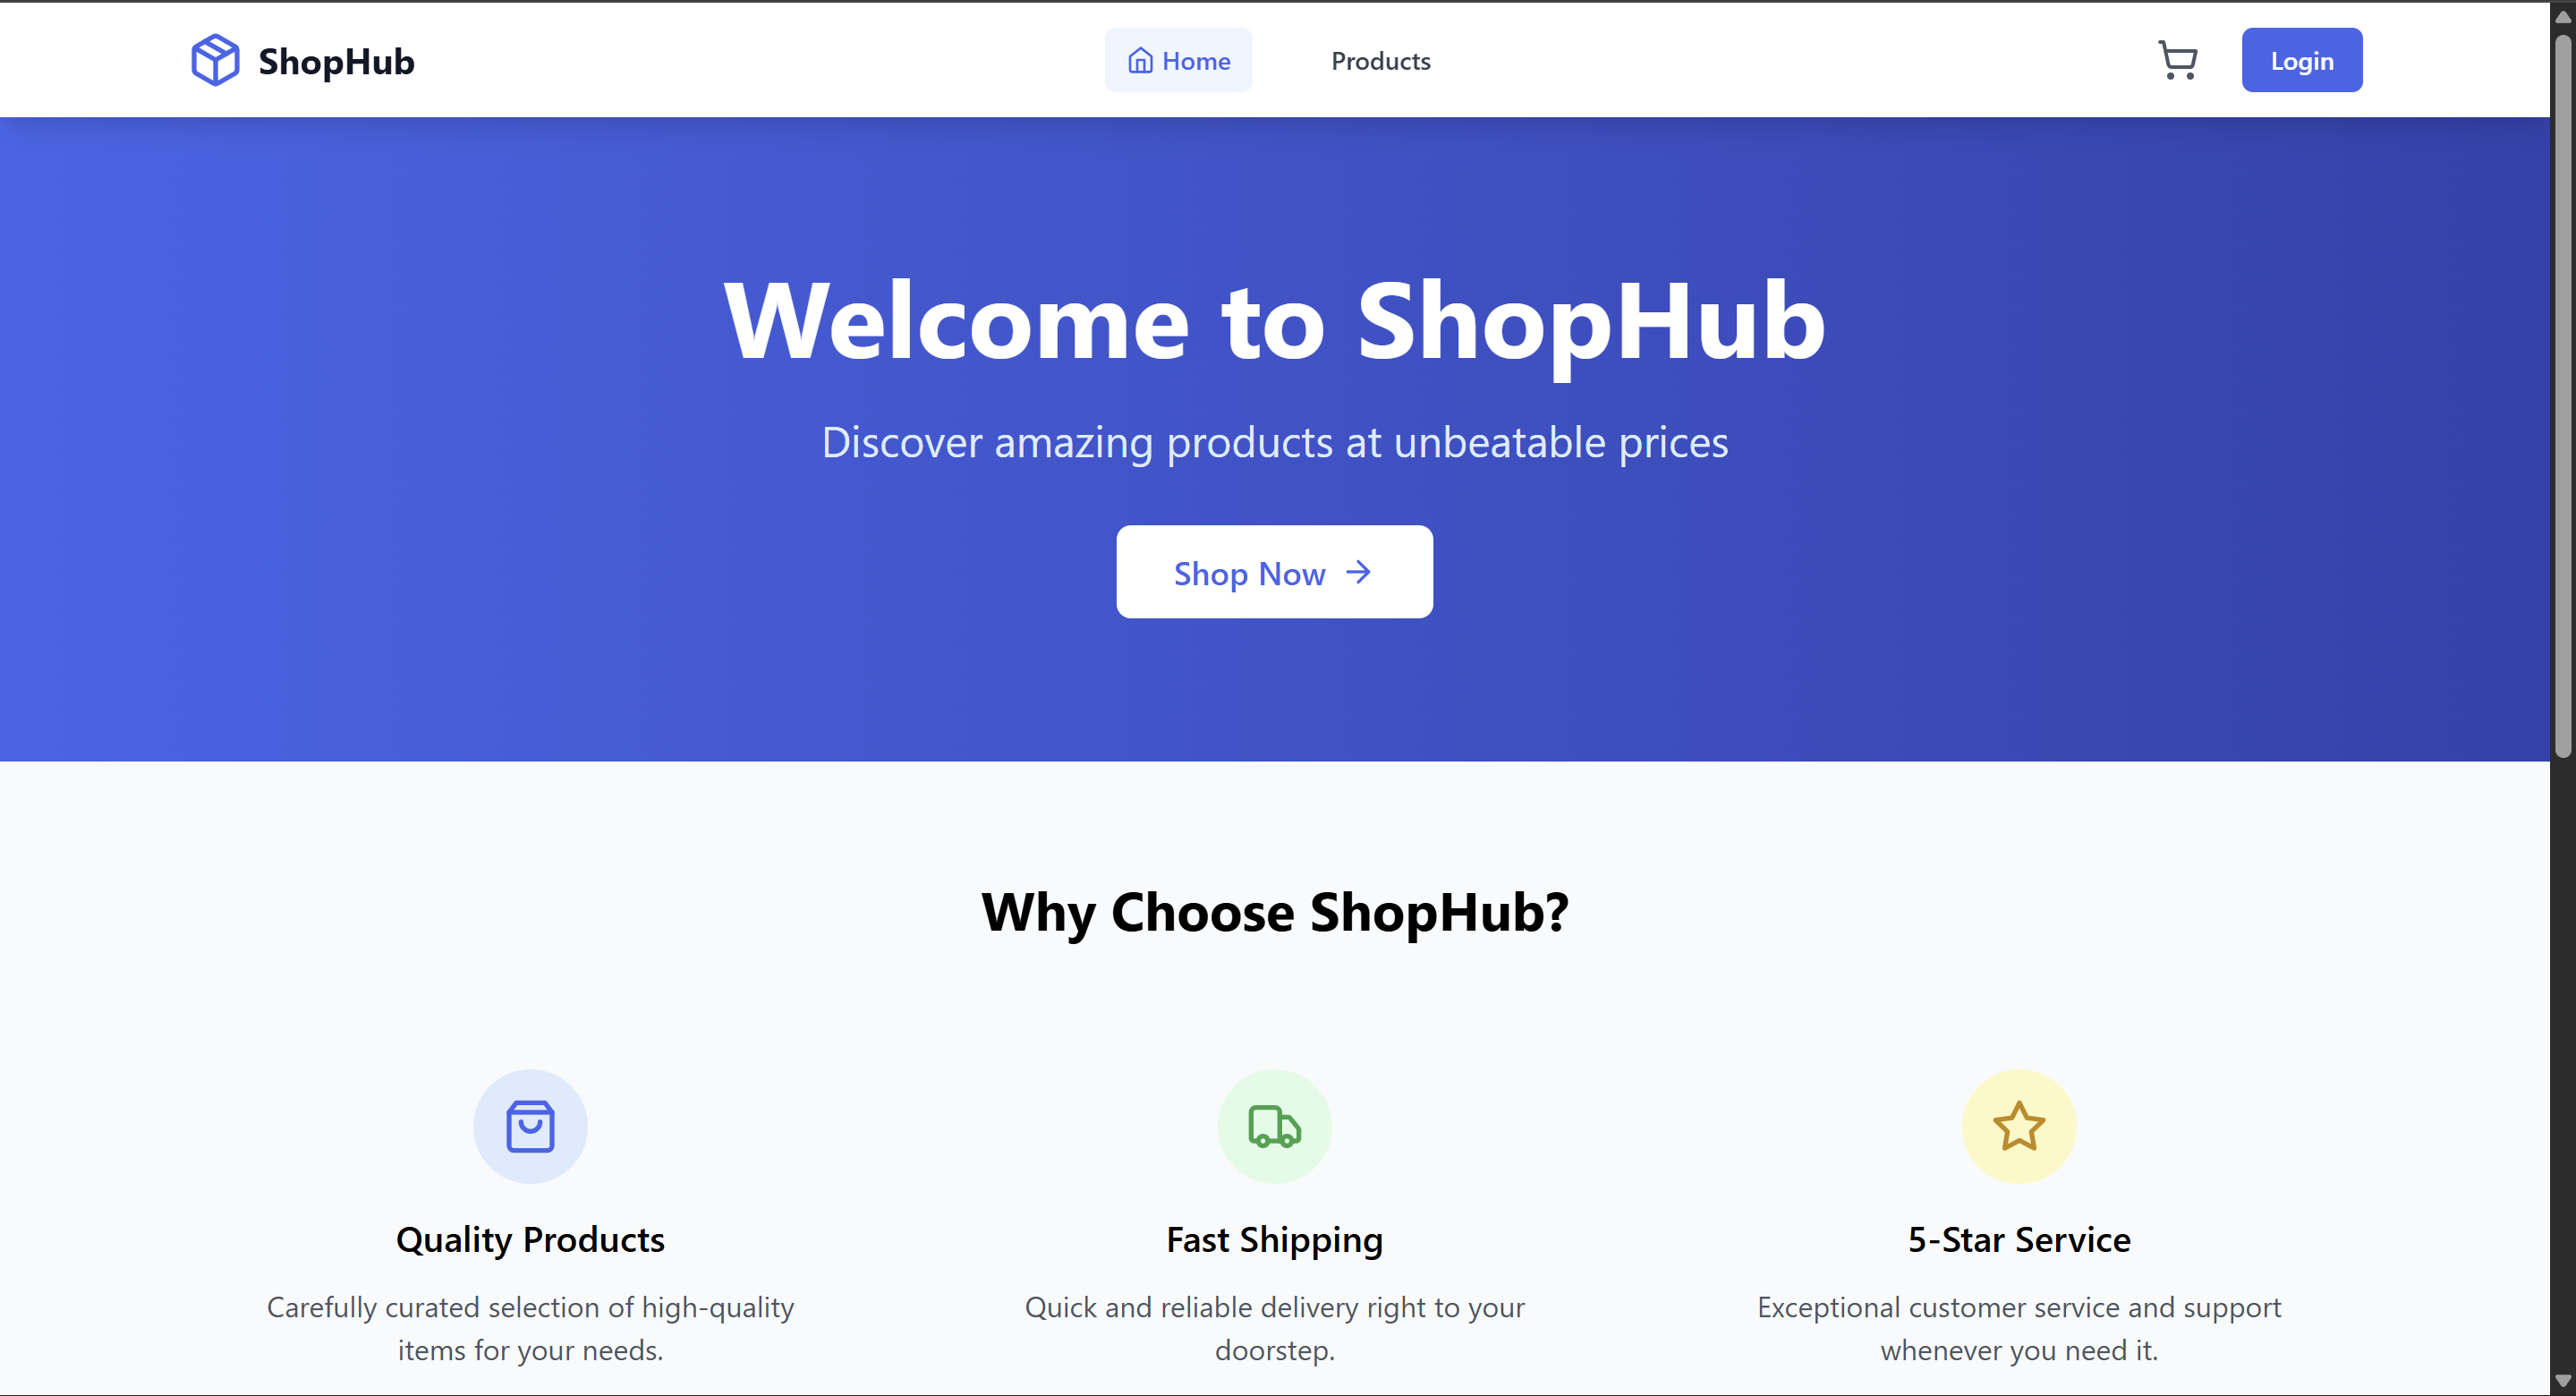 ShopHub
Home
Products
Login
Welcome to ShopHub
Discover amazing products at unbeatable prices
Shop Now
Why Choose ShopHub?
Quality Products
Carefully curated selection of high-quality
items for your needs.
Fast Shipping
Quick and reliable delivery right to your
doorstep.
5-Star Service
Exceptional customer service and support
whenever you need it.